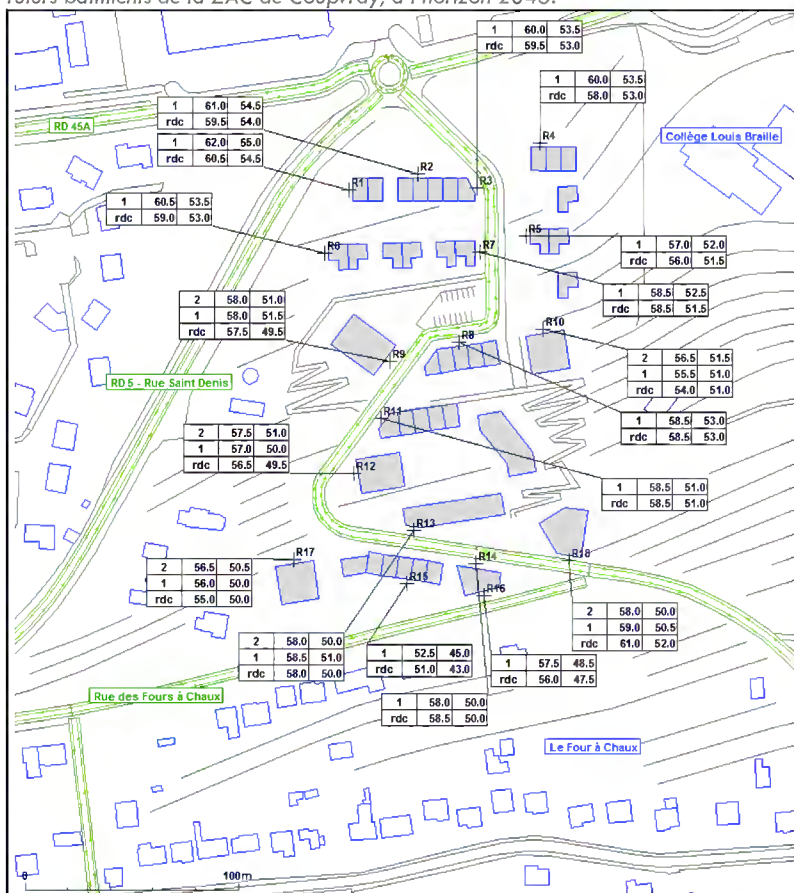 futurs bâtiments de la ZAC de Coupvray, à l'horizon 2045.
1 60.0 53.5
rdc 59.5 53.0
1 60.0 53.5
rdc 58.0 53.0
1 61.0 54.5
rdc 59.5 54.0
RD 45A
R4
Collège Louis Braille
1 62.0 55.0
rdc 60.5 54.5
R2
R1
R3
1 60.5 53.5
rdc 59.0 53.0
R5
R6
R7
1 57.0 52.0
rdc 56.0 51.5
1 58.5 52.5
rdc 58.5 51.5
2 58.0 51.0
1 58.0 51.5
rdc 57.5 49.5
R10
R8
R9
2 56.5 51.5
1 55.5 51.0
rdc 54.0 51.0
RD 5 - Rue Saint Denis
R11
1 58.5 53.0
rdc 58.5 53.0
2 57.5 51.0
1 57.0 50.0
rdc 56.5 49.5
R12
1 58.5 51.0
rdc 58.5 51.0
R13
R17
R14
R18
2 56.5 50.5
1 56.0 50.0
rdc 55.0 50.0
R15
R16
2 58.0 50.0
1 59.0 50.5
rdc 61.0 52.0
2 58.0 50.0
1 58.5 51.0
rdc 58.0 50.0
1 52.5 45.0
rdc 51.0 43.0
1 57.5 48.5
rdc 56.0 47.5
Rue des Fours à Chaux
1 58.0 50.0
rdc 58.5 50.0
Le Four à Chaux
0 100m